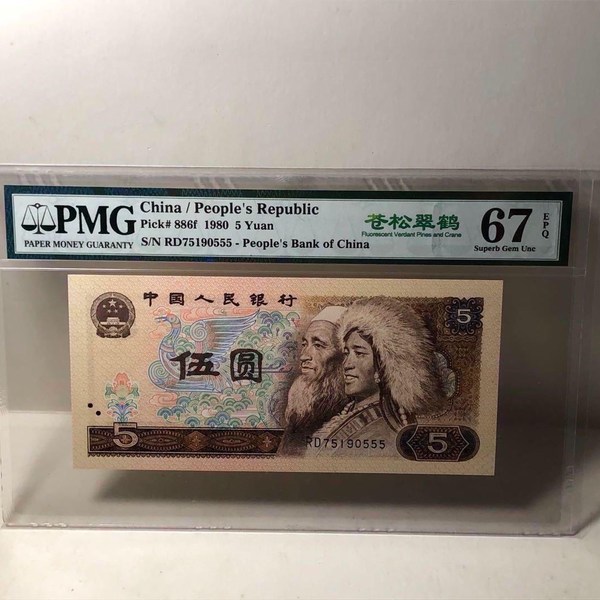 PMG
PAPER MONEY GUARANTY
China / People's Republic
Pick# 886f 1980 5 Yuan
S/N RD75190555 - People's Bank of China
苍松翠鹤
Fluorescent Verdant Pines and Crane
67
EPQ
Superb Gem Unc
中国人民银行
5
伍圆
5
RD75190555
5